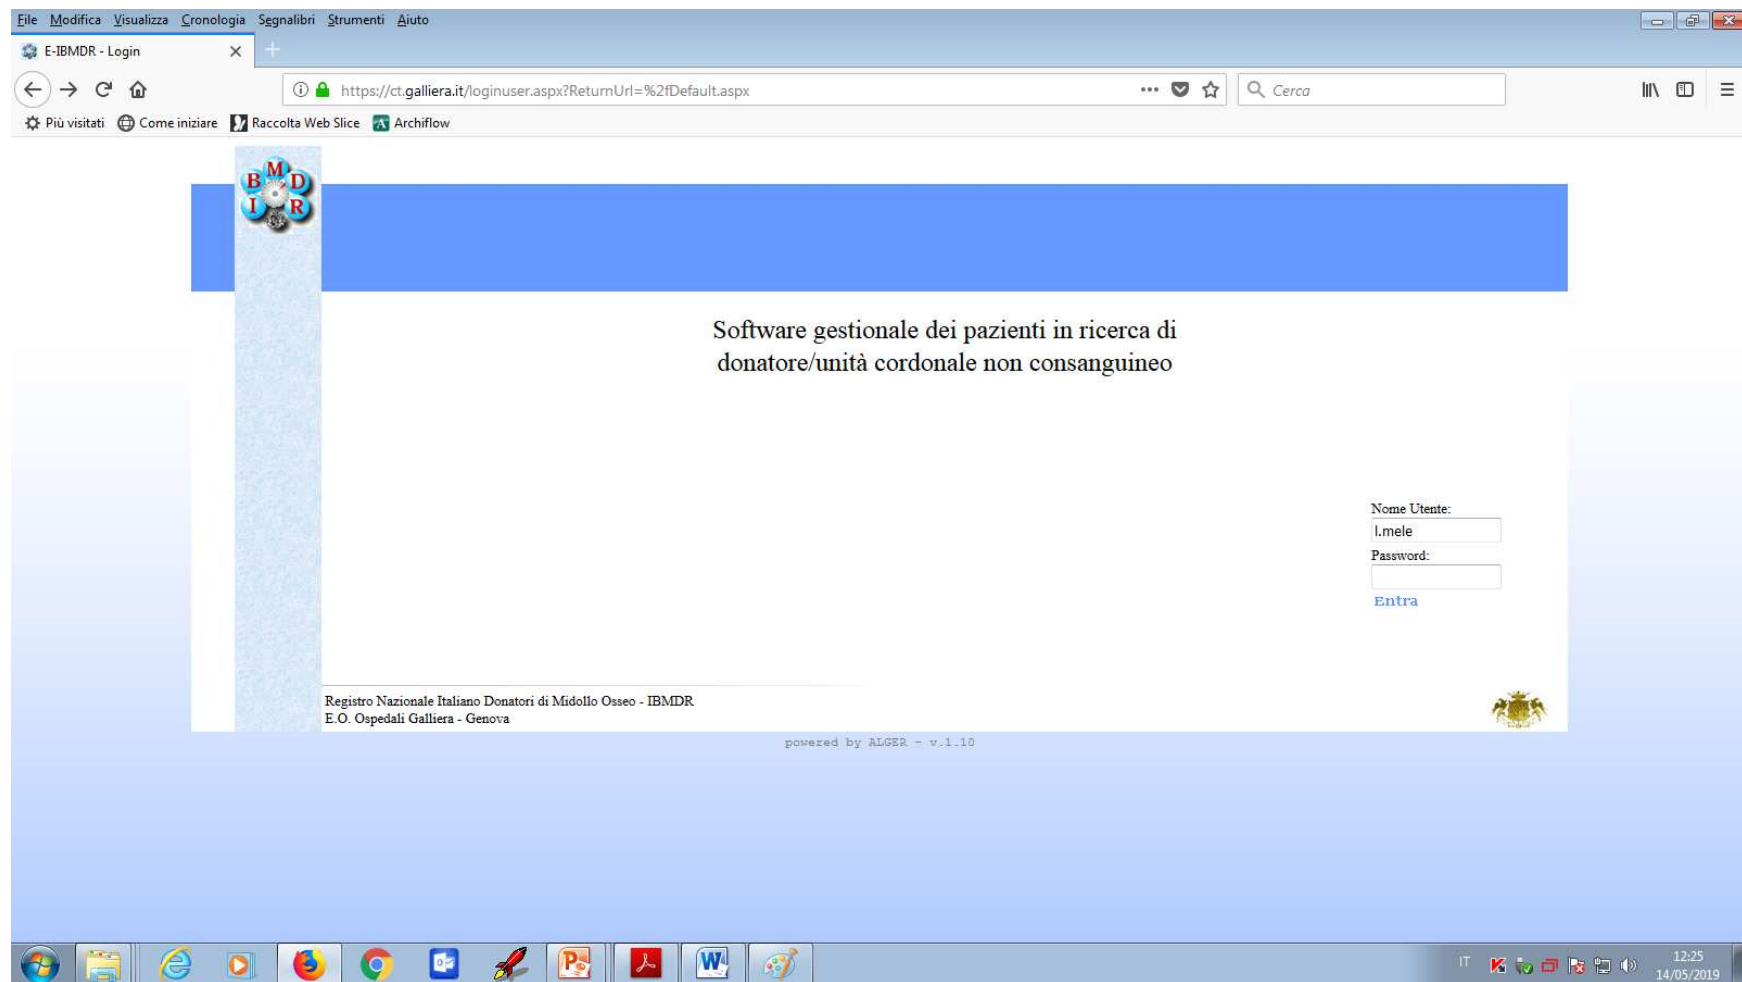 File Modifica Visualizza Cronologia Segnalibri Strumenti Aiuto
E-IBMDR - Login
https://ct.galliera.it/loginuser.aspx?ReturnUrl=%2fDefault.aspx
Cerca
Più visitati Come iniziare Raccolta Web Slice Archiflow
I B M D R
Software gestionale dei pazienti in ricerca di
donatore/unità cordonale non consanguineo
Nome Utente:
l.mele
Password:
Entra
Registro Nazionale Italiano Donatori di Midollo Osseo - IBMDR
E.O. Ospedali Galliera - Genova
powered by ALGER - v.1.10
IT
12:25
14/05/2019